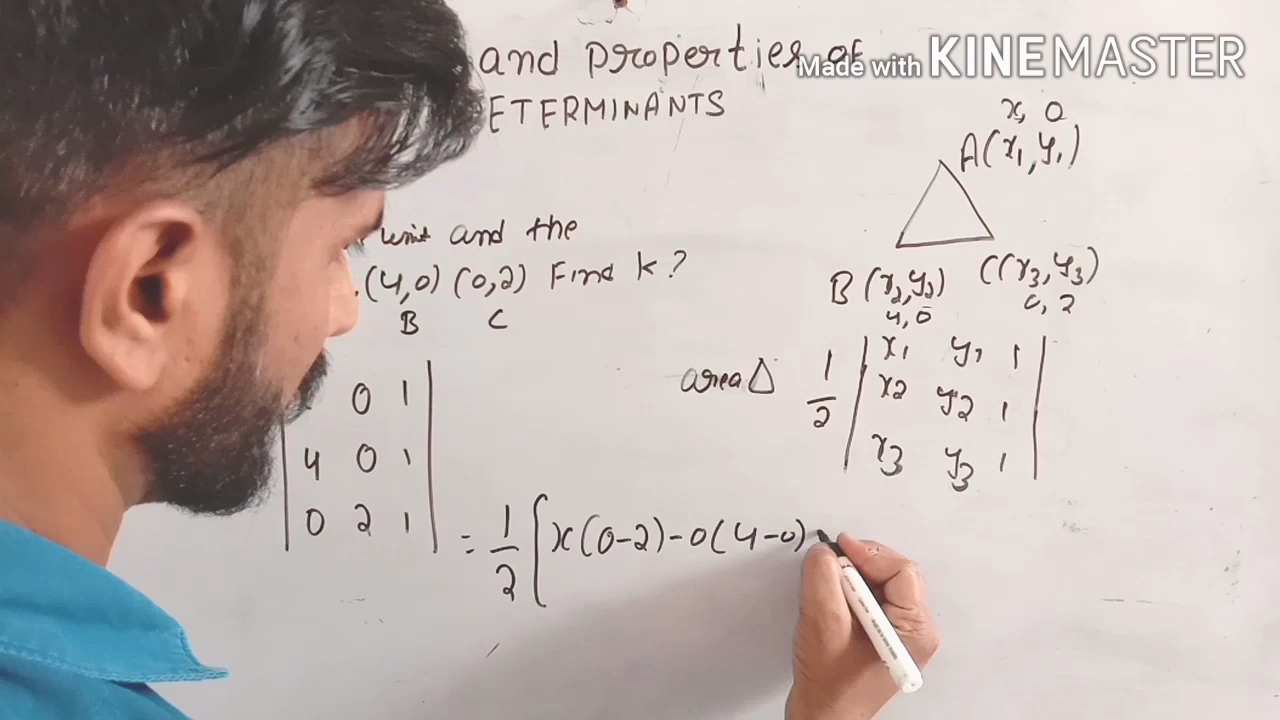 and properties of
Made with KINEMASTER
ETERMINANTS
x, 0
A(x₁, y₁)
unit and the
(4,0) (0,2) Find K?
B C
B (x₂, y₂) C(x₃, y₃)
4, 0 0, 2
area Δ 1/2 | x₁ y₁ 1 |
| x₂ y₂ 1 |
| x₃ y₃ 1 |
0 1 |
| 4 0 1 |
| 0 2 1 |
= 1/2 [ x(0-2)-0(4-0)